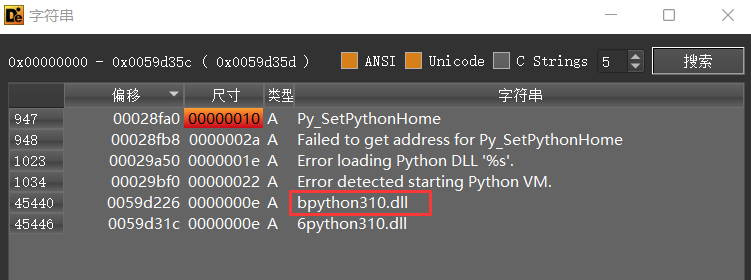 De 字符串
0x00000000 - 0x0059d35c ( 0x0059d35d ) ANSI Unicode C Strings 5 搜索
偏移 尺寸 类型 字符串
947 00028fa0 00000010 A Py_SetPythonHome
948 00028fb8 0000002a A Failed to get address for Py_SetPythonHome
1023 00029a50 0000001e A Error loading Python DLL '%s'.
1034 00029bf0 00000022 A Error detected starting Python VM.
45440 0059d226 0000000e A bpython310.dll
45446 0059d31c 0000000e A 6python310.dll